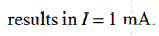 results in I = 1 mA.